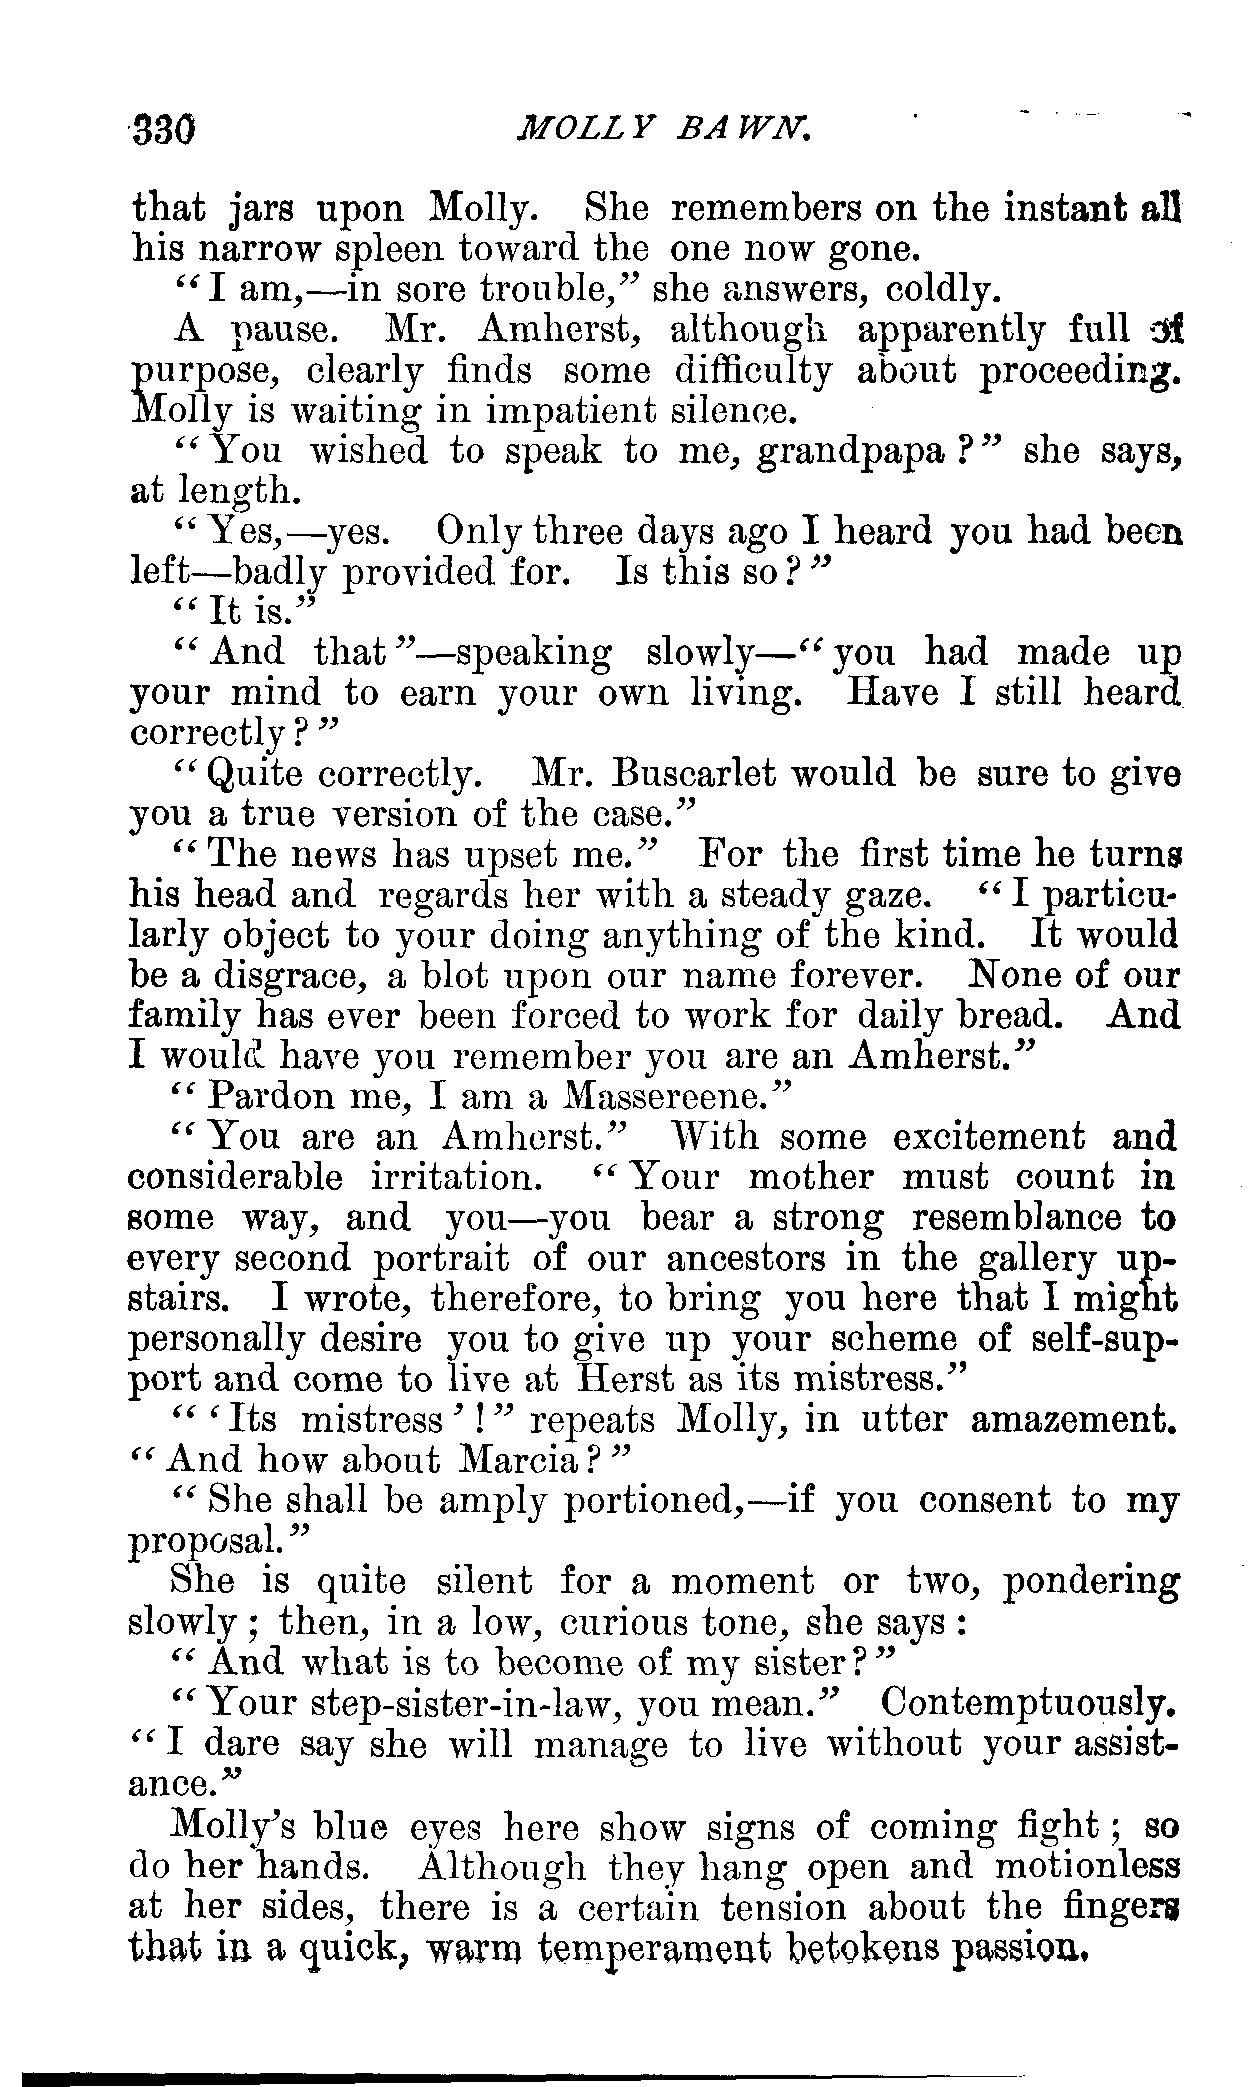 330 MOLLY BAWN.
that jars upon Molly. She remembers on the instant all
his narrow spleen toward the one now gone.
"I am,—in sore trouble," she answers, coldly.
A pause. Mr. Amherst, although apparently full of
purpose, clearly finds some difficulty about proceeding.
Molly is waiting in impatient silence.
"You wished to speak to me, grandpapa?" she says,
at length.
"Yes,—yes. Only three days ago I heard you had been
left—badly provided for. Is this so?"
"It is."
"And that"—speaking slowly—"you had made up
your mind to earn your own living. Have I still heard
correctly?"
"Quite correctly. Mr. Buscarlet would be sure to give
you a true version of the case."
"The news has upset me." For the first time he turns
his head and regards her with a steady gaze. "I particu-
larly object to your doing anything of the kind. It would
be a disgrace, a blot upon our name forever. None of our
family has ever been forced to work for daily bread. And
I would have you remember you are an Amherst."
"Pardon me, I am a Massereene."
"You are an Amherst." With some excitement and
considerable irritation. "Your mother must count in
some way, and you—you bear a strong resemblance to
every second portrait of our ancestors in the gallery up-
stairs. I wrote, therefore, to bring you here that I might
personally desire you to give up your scheme of self-sup-
port and come to live at Herst as its mistress."
"'Its mistress'!" repeats Molly, in utter amazement.
"And how about Marcia?"
"She shall be amply portioned,—if you consent to my
proposal."
She is quite silent for a moment or two, pondering
slowly; then, in a low, curious tone, she says:
"And what is to become of my sister?"
"Your step-sister-in-law, you mean." Contemptuously.
"I dare say she will manage to live without your assist-
ance."
Molly's blue eyes here show signs of coming fight; so
do her hands. Although they hang open and motionless
at her sides, there is a certain tension about the fingers
that in a quick, warm temperament betokens passion.